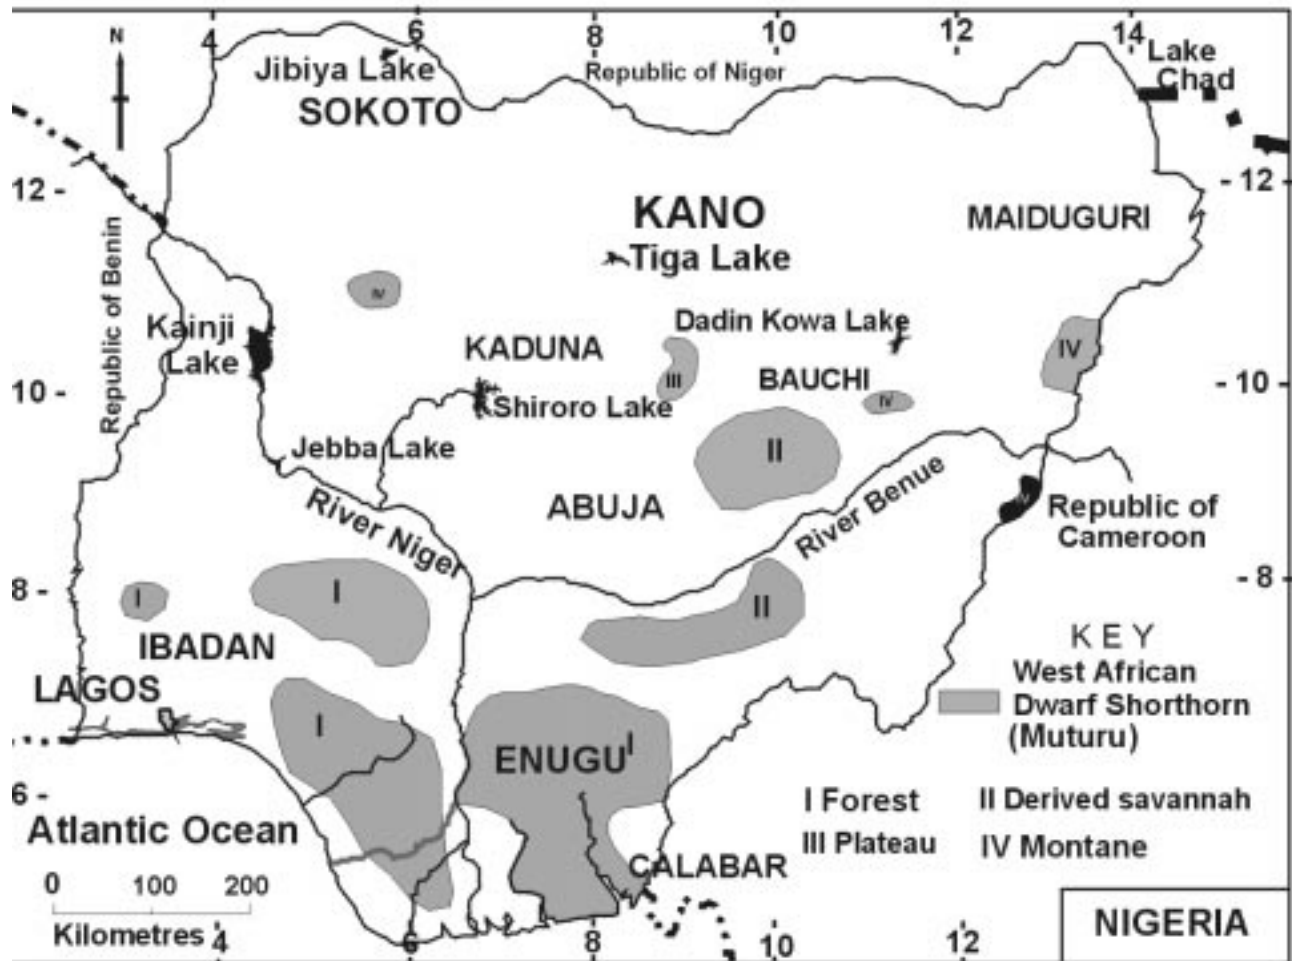 N
4
6
8
10
12
14
Jibiya Lake
SOKOTO
Republic of Niger
Lake
Chad
12 -
- 12
KANO
MAIDUGURI
Tiga Lake
Republic of Benin
IV
Kainji
Lake
Dadin Kowa Lake
KADUNA
III
BAUCHI
IV
IV
10 -
- 10
Shiroro Lake
II
Jebba Lake
ABUJA
River Niger
River Benue
Republic of
Cameroon
8 -
- 8
I
I
II
IBADAN
LAGOS
I
ENUGU
I
KEY
West African
Dwarf Shorthorn
(Muturu)
6 -
I Forest
II Derived savannah
III Plateau
IV Montane
Atlantic Ocean
CALABAR
0 100 200
Kilometres
4
6
8
10
12
NIGERIA